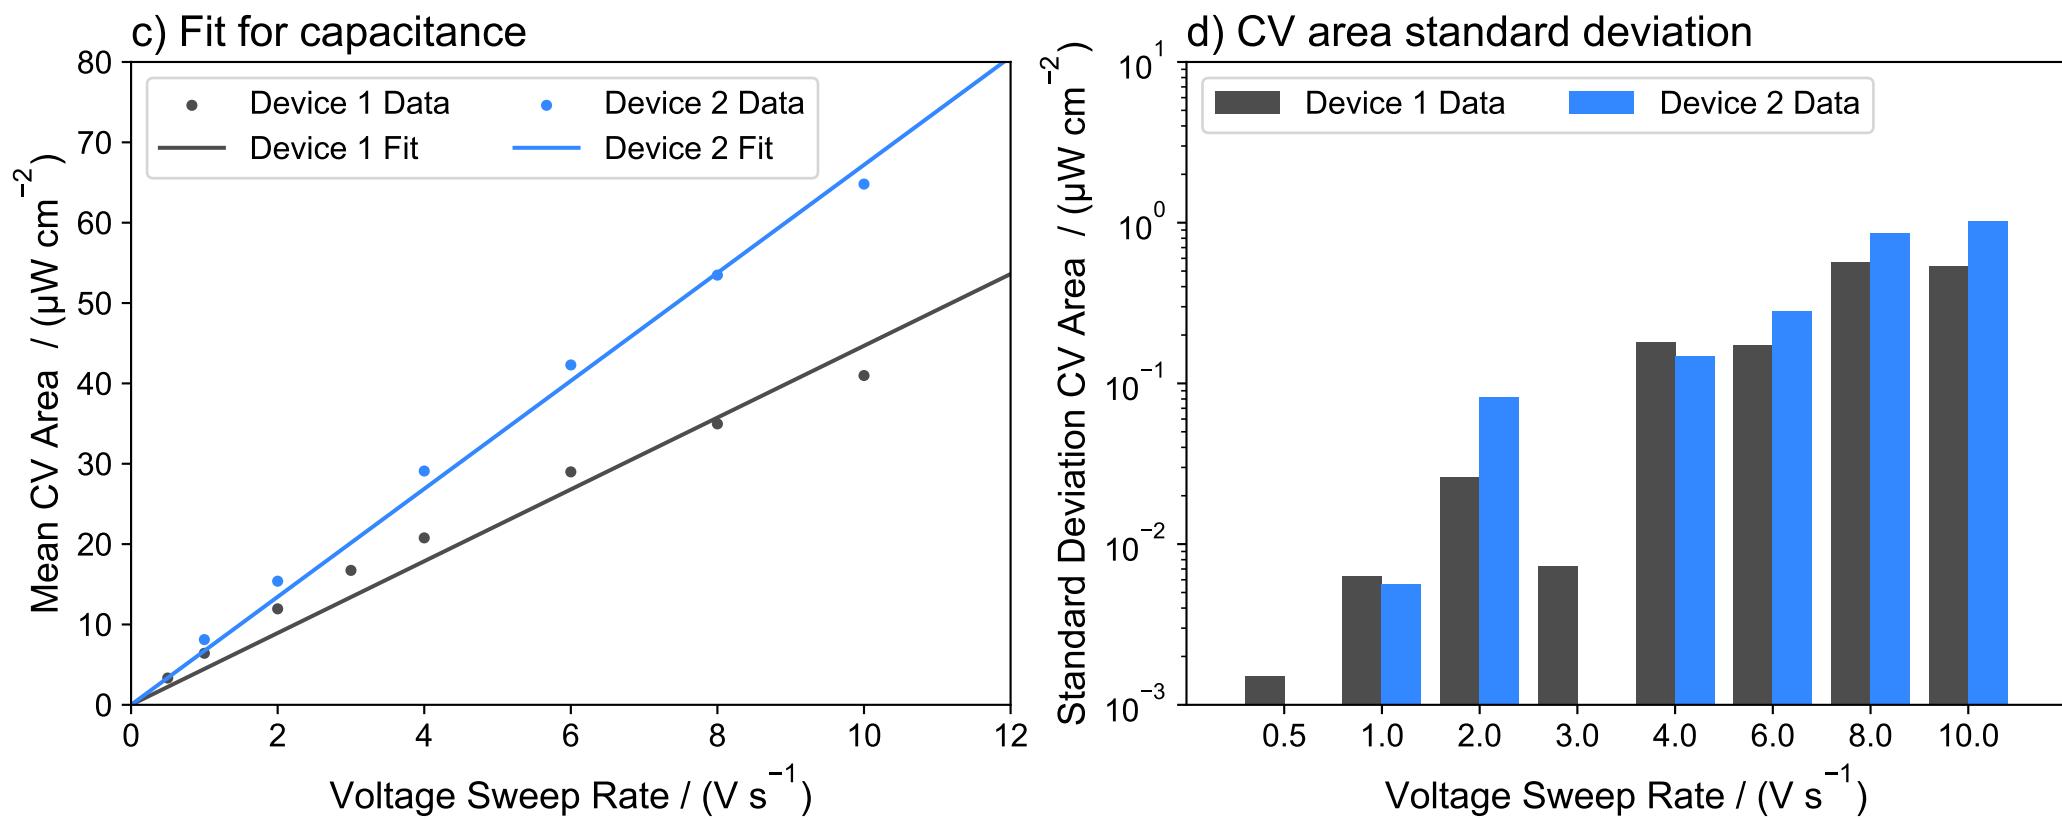 c) Fit for capacitance
Mean CV Area / (µW cm⁻²)
80
70
60
50
40
30
20
10
0
Device 1 Data
Device 2 Data
Device 1 Fit
Device 2 Fit
0 2 4 6 8 10 12
Voltage Sweep Rate / (V s⁻¹)
d) CV area standard deviation
Standard Deviation CV Area / (µW cm⁻²)
10¹
10⁰
10⁻¹
10⁻²
10⁻³
Device 1 Data
Device 2 Data
0.5 1.0 2.0 3.0 4.0 6.0 8.0 10.0
Voltage Sweep Rate / (V s⁻¹)